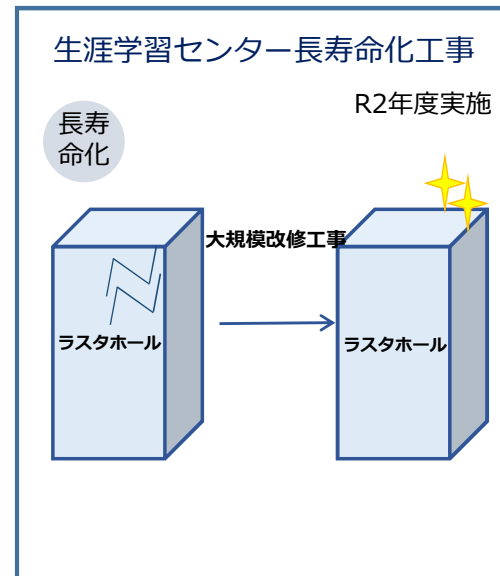 生涯学習センター長寿命化工事
R2年度実施
長寿
命化
大規模改修工事
ラスタホール
ラスタホール